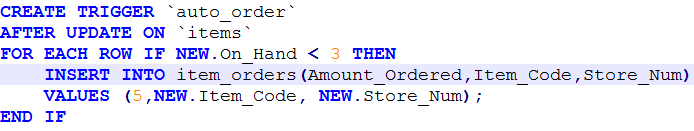 CREATE TRIGGER `auto_order`
AFTER UPDATE ON `items`
FOR EACH ROW IF NEW.On_Hand < 3 THEN
    INSERT INTO item_orders(Amount_Ordered,Item_Code,Store_Num)
    VALUES (5,NEW.Item_Code, NEW.Store_Num);
END IF